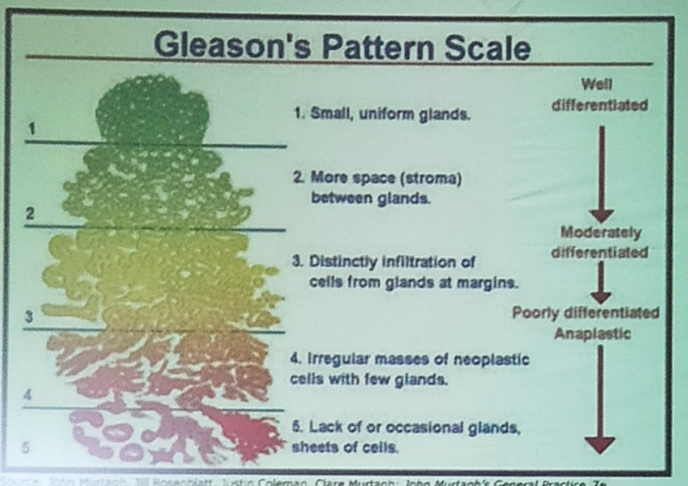 Gleason's Pattern Scale
1
2
3
4
5
1. Small, uniform glands.
2. More space (stroma)
between glands.
3. Distinctly infiltration of
cells from glands at margins.
4. Irregular masses of neoplastic
cells with few glands.
5. Lack of or occasional glands,
sheets of cells.
Well
differentiated
Moderately
differentiated
Poorly differentiated
Anaplastic
Source: John Murtagh, Jill Rosenblatt, Justin Coleman, Clare Murtagh: John Murtagh's General Practice, 7e